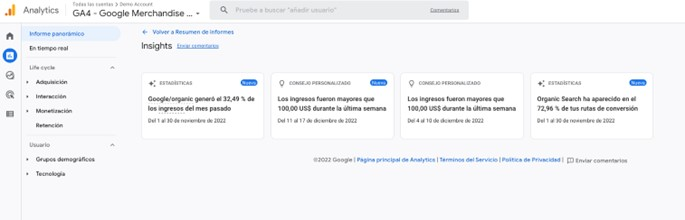 Analytics
Todas las cuentas > Demo Account
GA4 - Google Merchandise ...
Pruebe a buscar "añadir usuario"
Comentarios
Informe panorámico
En tiempo real
Life cycle
Adquisición
Interacción
Monetización
Retención
Usuario
Grupos demográficos
Tecnología
Volver a Resumen de informes
Insights
Enviar comentarios
ESTADÍSTICAS
Nuevo
Google/organic generó el 32,49 % de
los ingresos del mes pasado
Del 1 al 30 de noviembre de 2022
CONSEJO PERSONALIZADO
Nuevo
Los ingresos fueron mayores que
100,00 US$ durante la última semana
Del 11 al 17 de diciembre de 2022
CONSEJO PERSONALIZADO
Los ingresos fueron mayores que
100,00 US$ durante la última semana
Del 4 al 10 de diciembre de 2022
ESTADÍSTICAS
Nuevo
Organic Search ha aparecido en el
72,96 % de tus rutas de conversión
Del 1 al 30 de noviembre de 2022
©2022 Google | Página principal de Analytics | Términos del Servicio | Política de Privacidad | Enviar comentarios